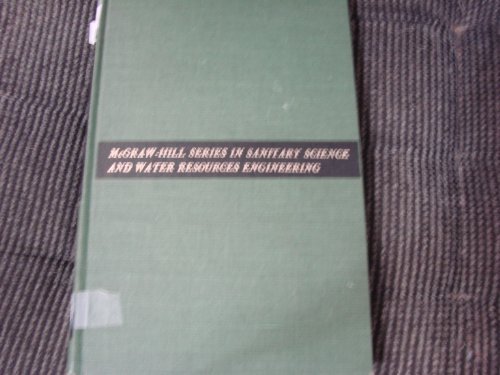 McGRAW-HILL SERIES IN SANITARY SCIENCE
AND WATER RESOURCES ENGINEERING